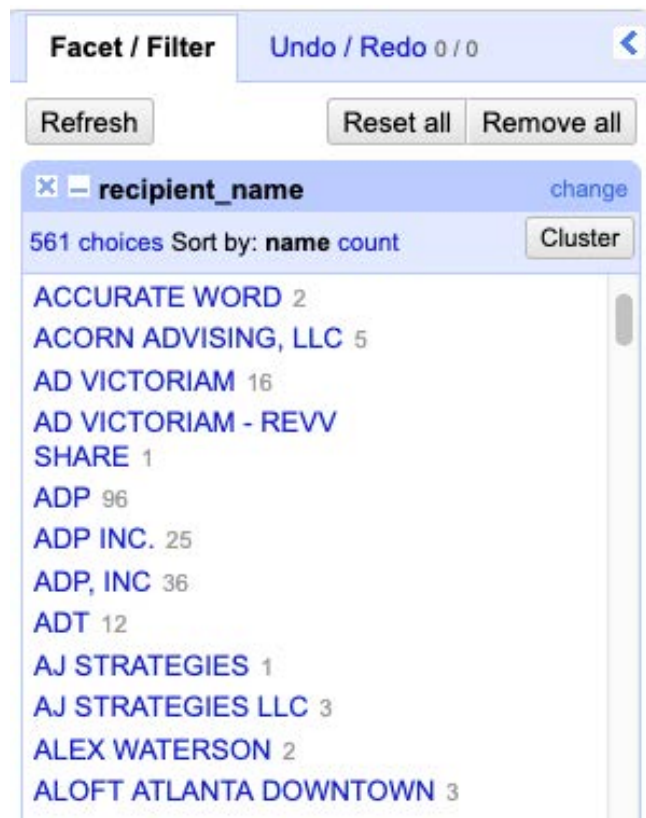 Facet / Filter Undo / Redo 0 / 0
Refresh Reset all Remove all
recipient_name change
561 choices Sort by: name count Cluster
ACCURATE WORD 2
ACORN ADVISING, LLC 5
AD VICTORIAM 16
AD VICTORIAM - REVV
SHARE 1
ADP 96
ADP INC. 25
ADP, INC 36
ADT 12
AJ STRATEGIES 1
AJ STRATEGIES LLC 3
ALEX WATERSON 2
ALOFT ATLANTA DOWNTOWN 3